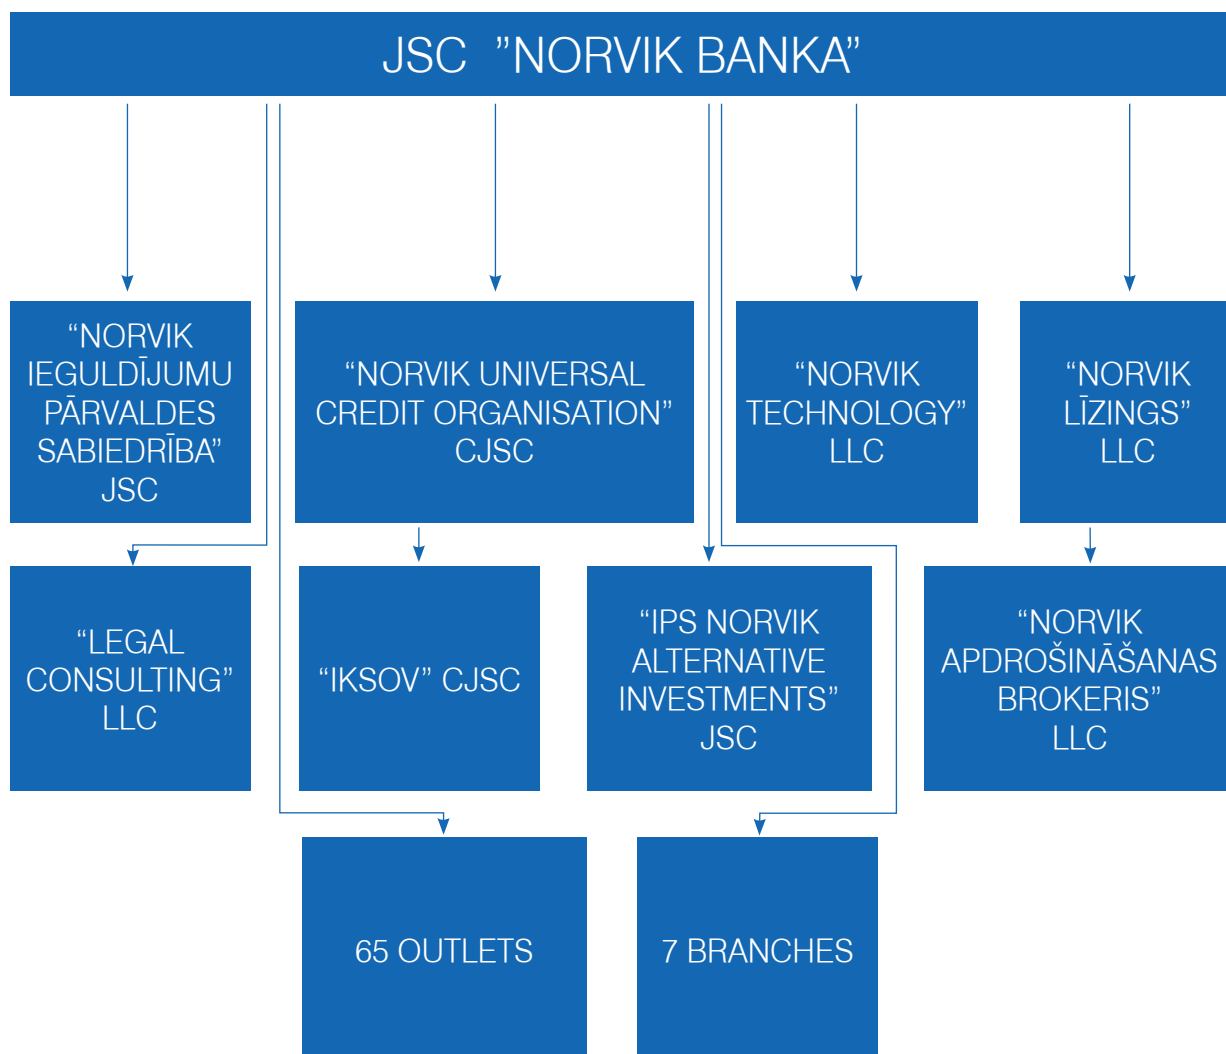 JSC ”NORVIK BANKA”
“NORVIK
IEGULDĪJUMU
PĀRVALDES
SABIEDRĪBA”
JSC
“NORVIK UNIVERSAL
CREDIT ORGANISATION”
CJSC
“NORVIK
TECHNOLOGY”
LLC
“NORVIK
LĪZINGS”
LLC
“LEGAL
CONSULTING”
LLC
“IKSOV” CJSC
“IPS NORVIK
ALTERNATIVE
INVESTMENTS”
JSC
“NORVIK
APDROŠINĀŠANAS
BROKERIS”
LLC
65 OUTLETS
7 BRANCHES